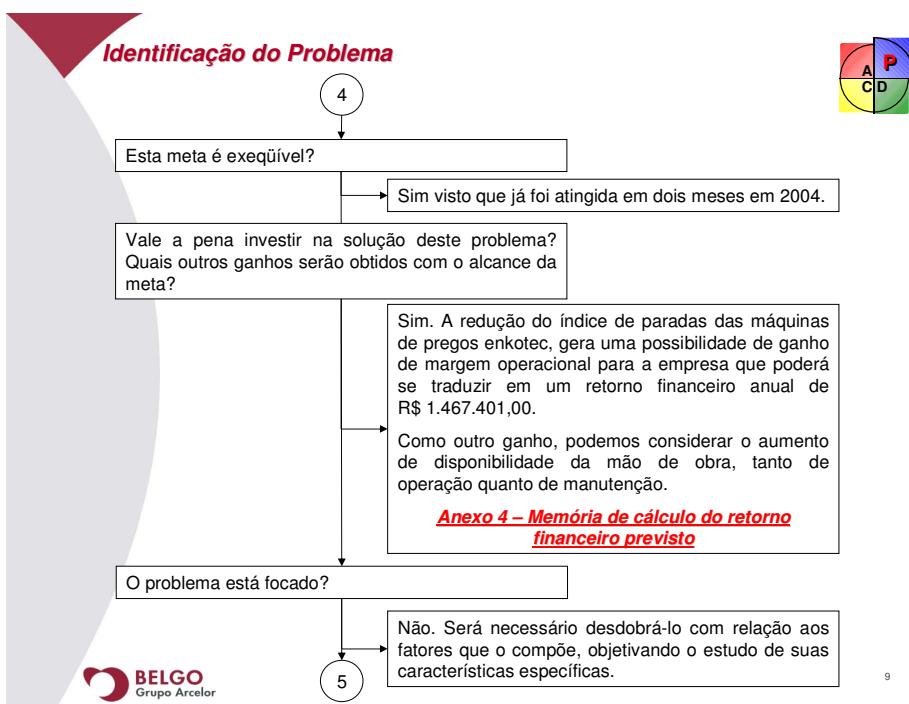 Identificação do Problema
A P
C D
4
Esta meta é exeqüível?
Sim visto que já foi atingida em dois meses em 2004.
Vale a pena investir na solução deste problema?
Quais outros ganhos serão obtidos com o alcance da
meta?
Sim. A redução do índice de paradas das máquinas
de pregos enkotec, gera uma possibilidade de ganho
de margem operacional para a empresa que poderá
se traduzir em um retorno financeiro anual de
R$ 1.467.401,00.
Como outro ganho, podemos considerar o aumento
de disponibilidade da mão de obra, tanto de
operação quanto de manutenção.
Anexo 4 – Memória de cálculo do retorno
financeiro previsto
O problema está focado?
Não. Será necessário desdobrá-lo com relação aos
fatores que o compõe, objetivando o estudo de suas
características específicas.
5
BELGO
Grupo Arcelor
9